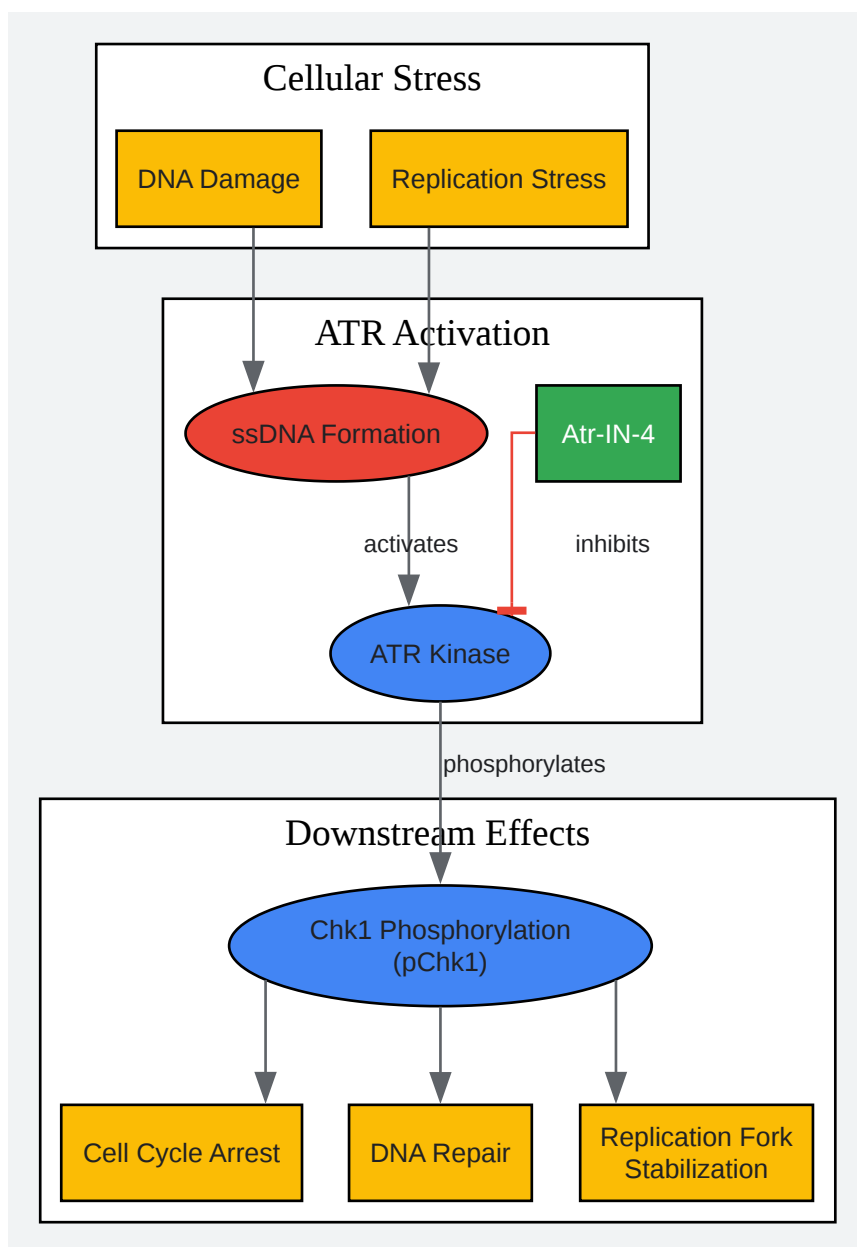 Cellular Stress
DNA Damage
Replication Stress
ATR Activation
ssDNA Formation
Atr-IN-4
activates
inhibits
ATR Kinase
phosphorylates
Downstream Effects
Chk1 Phosphorylation
(pChk1)
Cell Cycle Arrest
DNA Repair
Replication Fork
Stabilization